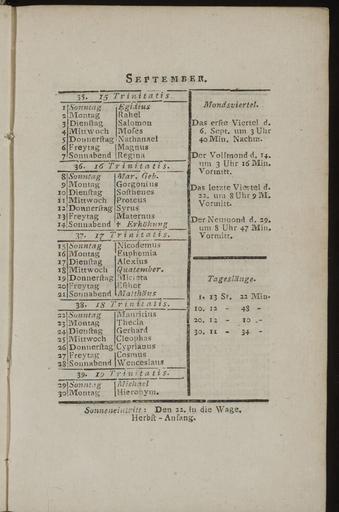 September.
35. 15 Trinitatis.
1 Sonntag Egidius
2 Montag Rahel
3 Dienſtag Salomon
4 Mittwoch Moſes
5 Donnerſtag Nathanael
6 Freytag Magnus
7 Sonnabend Regina
36. 16 Trinitatis.
8 Sonntag Mar. Geb.
9 Montag Gorgonius
10 Dienſtag Soſthenes
11 Mittwoch Proteus
12 Donnerſtag Syrus
13 Freytag Maternus
14 Sonnabend † Erhöhung
37. 17 Trinitatis.
15 Sonntag Nicodemus
16 Montag Euphemia
17 Dienſtag Alexius
18 Mittwoch Quatember.
19 Donnerſtag
20 Freytag Eſther
21 Sonnabend Matthäus
38. 18 Trinitatis.
22 Sonntag Mauritius
23 Montag Thecla
24 Dienſtag Gerhard
25 Mittwoch Cleophas
26 Donnerſtag Cyprianus
27 Freytag Cosmus
28 Sonnabend Wenceslaus
39. 19 Trinitatis.
29 Sonntag Michael
30 Montag Hieronym.
Mondsviertel.
Das erſte Viertel d.
6. Sept. um 3 Uhr
40 Min. Nachm.
Der Vollmond d. 14.
um 3 Uhr 16 Min.
Vormitt.
Das letzte Viertel d.
22. um 8 Uhr 9 M.
Vormitt.
Der Neumond d. 29.
um 8 Uhr 47 Min.
Vormitt.
Tageslänge.
1. 13 St. 22 Min.
10. 12 - 48 -
20. 12 - 10 -
30. 11 - 34 -
Sonneneintritt: Den 22. in die Wage.
Herbſt-Anfang.